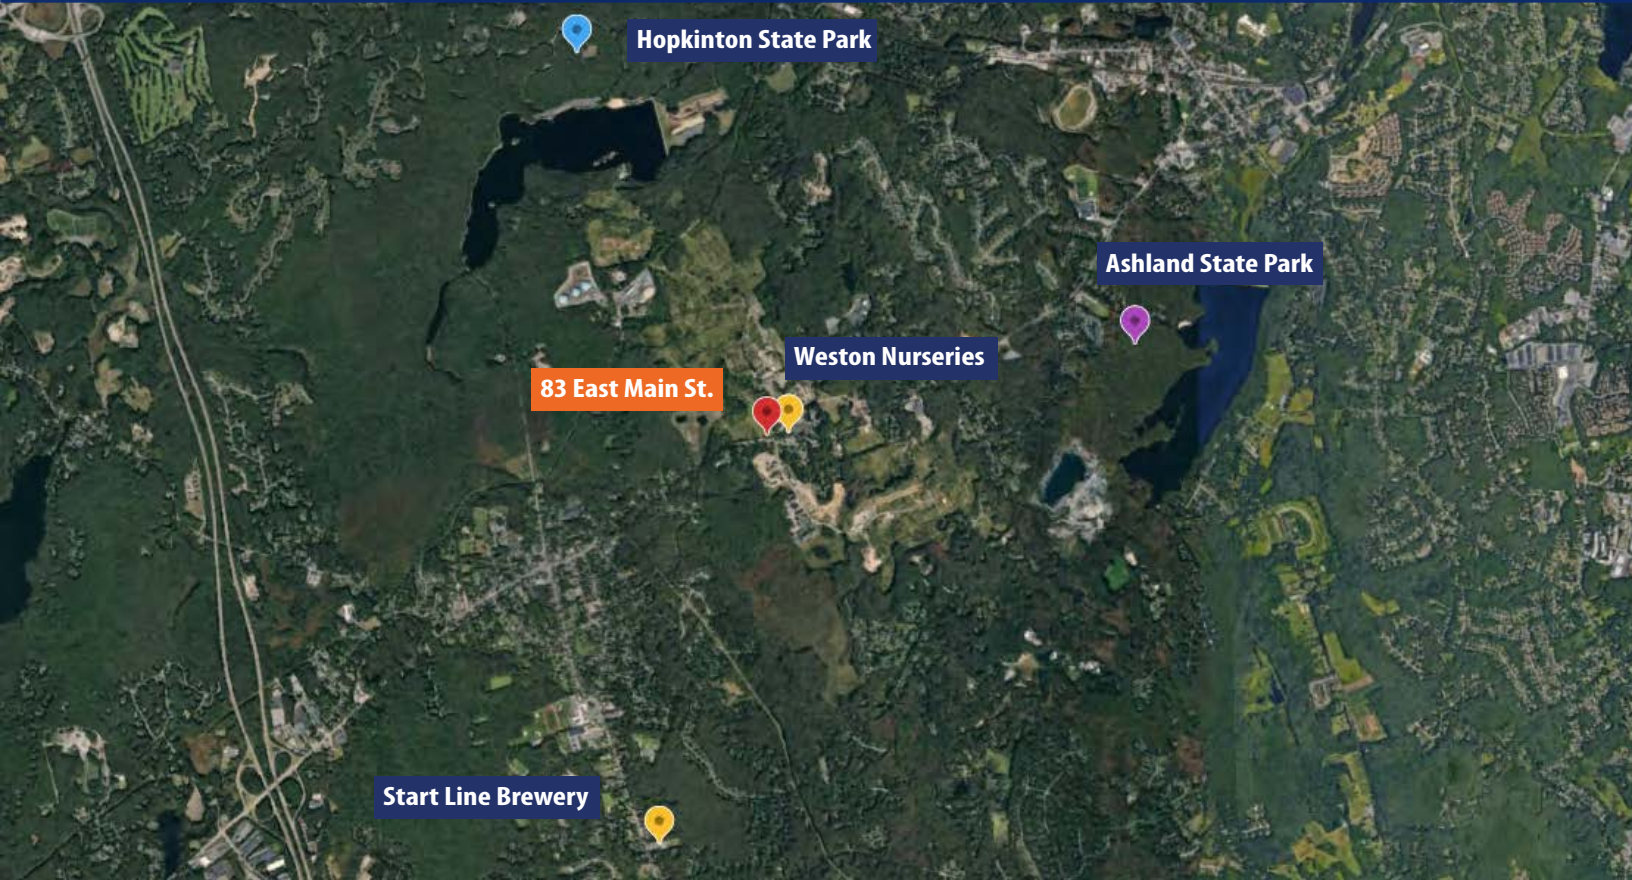 Hopkinton State Park
Ashland State Park
Weston Nurseries
83 East Main St.
Start Line Brewery